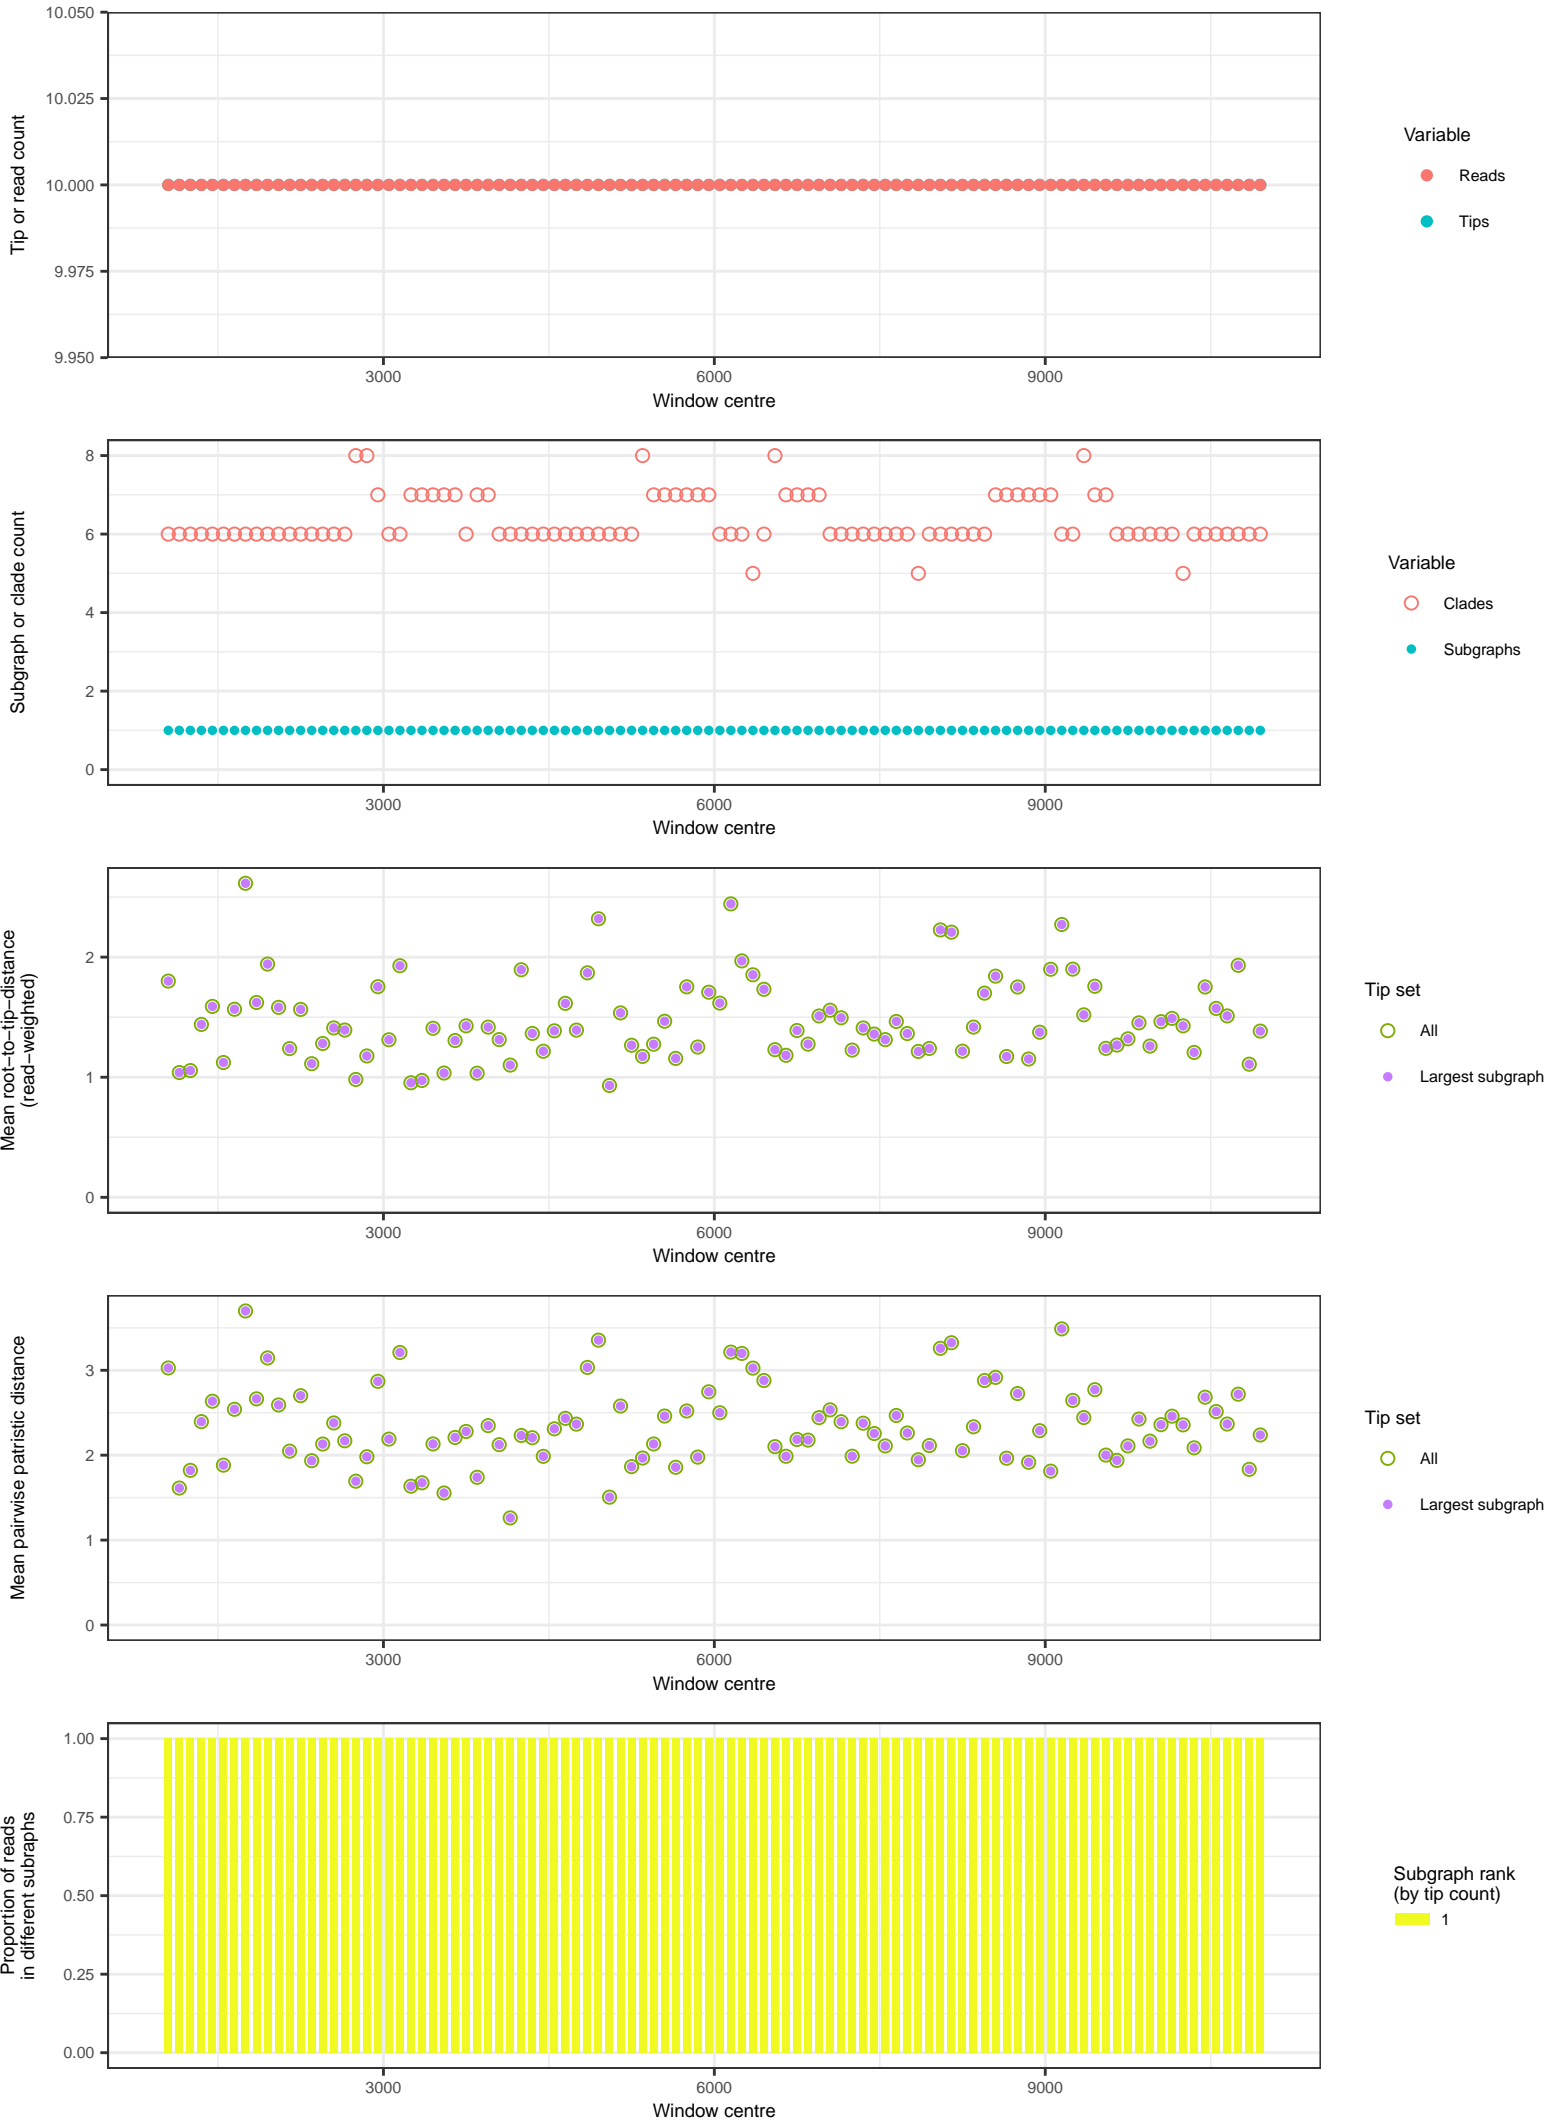 10.050
10.025
10.000
9.975
9.950
Tip or read count
3000 6000 9000
Window centre
Variable
Reads
Tips
8
6
4
2
0
Subgraph or clade count
3000 6000 9000
Window centre
Variable
Clades
Subgraphs
2
1
0
Mean root−to−tip−distance
(read−weighted)
3000 6000 9000
Window centre
Tip set
All
Largest subgraph
3
2
1
0
Mean pairwise patristic distance
3000 6000 9000
Window centre
Tip set
All
Largest subgraph
1.00
0.75
0.50
0.25
0.00
Proportion of reads
in different subraphs
3000 6000 9000
Window centre
Subgraph rank
(by tip count)
1